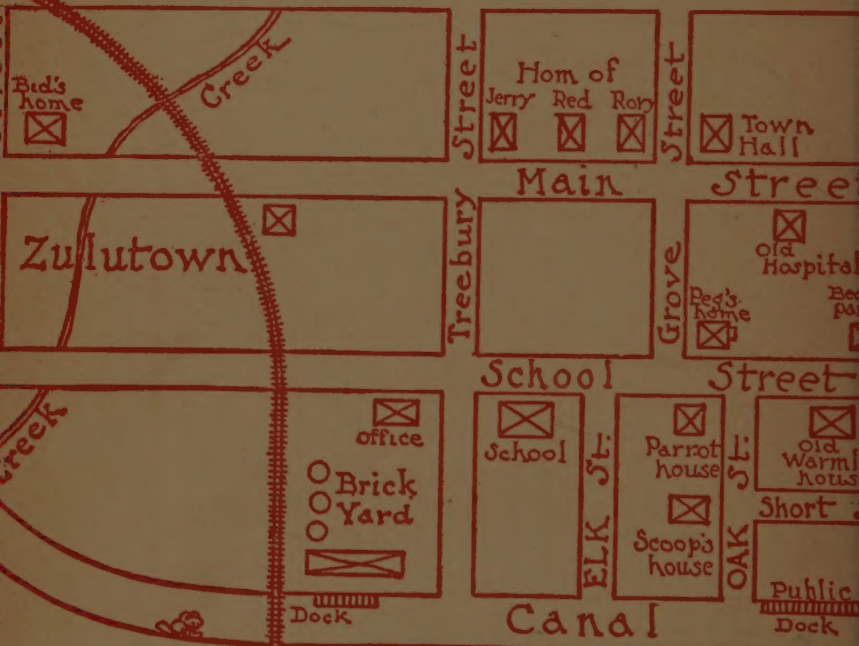 Creek
Street
Street
Bid's
home
Hom of
Jerry Red Rory
Town
Hall
Main Street
Zulutown
Treebury
Grove
Old
Hospital
Peg's
home
School Street
Creek
office
School
ELK St.
Parrot
house
OAK St.
Old
Brick
Yard
Scoop's
house
Short
Public
Dock
Dock
Canal